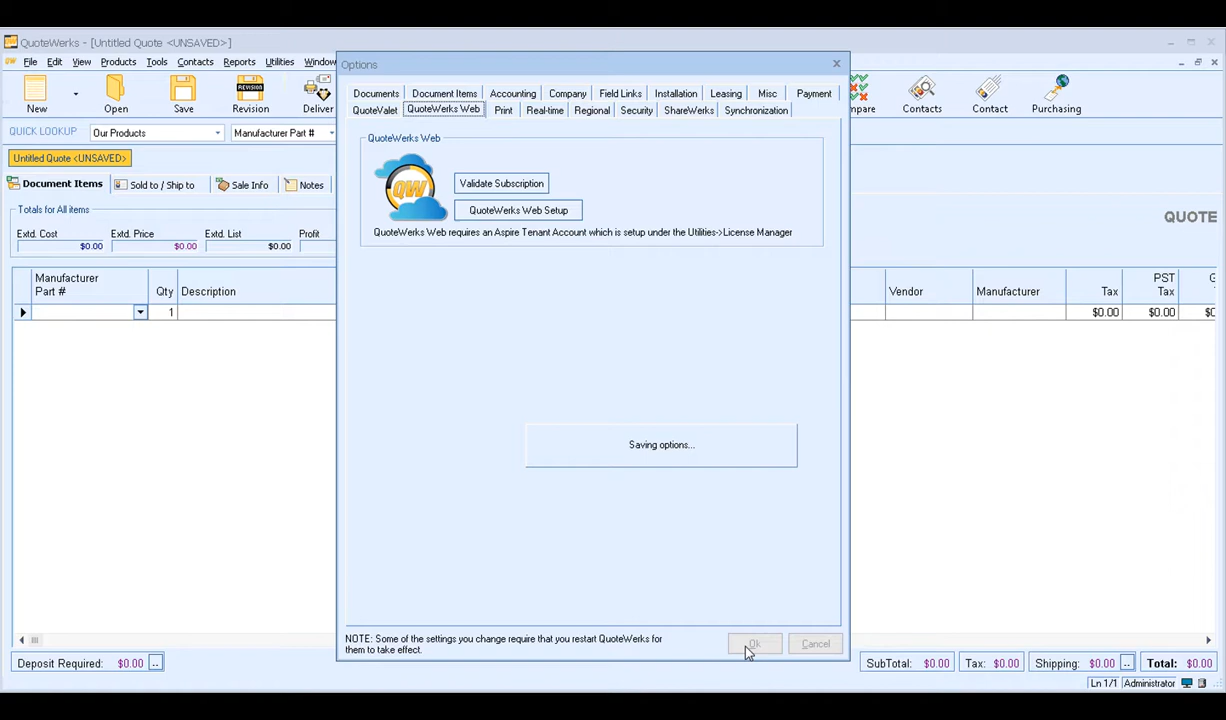 QuoteWerks - [Untitled Quote <UNSAVED>]
File Edit View Products Tools Contacts Reports Utilities Window
New Open Save REVISION Revision Deliver
Contacts Contact Purchasing
QUICK LOOKUP Our Products Manufacturer Part #
Untitled Quote <UNSAVED>
Document Items Sold to / Ship to Sale Info Notes
Totals for All items
Extd. Cost Extd. Price Extd. List Profit
$0.00 $0.00 $0.00
QUOTE
Manufacturer
Part # Qty Description Vendor Manufacturer Tax PST
Tax
1 $0.00 $0.00
Options
Documents Document Items Accounting Company Field Links Installation Leasing Misc Payment
QuoteValet QuoteWerks Web Print Real-time Regional Security ShareWerks Synchronization
QuoteWerks Web
QW
Validate Subscription
QuoteWerks Web Setup
QuoteWerks Web requires an Aspire Tenant Account which is setup under the Utilities->License Manager
Saving options...
NOTE: Some of the settings you change require that you restart QuoteWerks for
them to take effect.
Ok Cancel
Deposit Required: $0.00 ..
SubTotal: $0.00 Tax: $0.00 Shipping: $0.00 .. Total: $0.00
Ln 1/1 Administrator